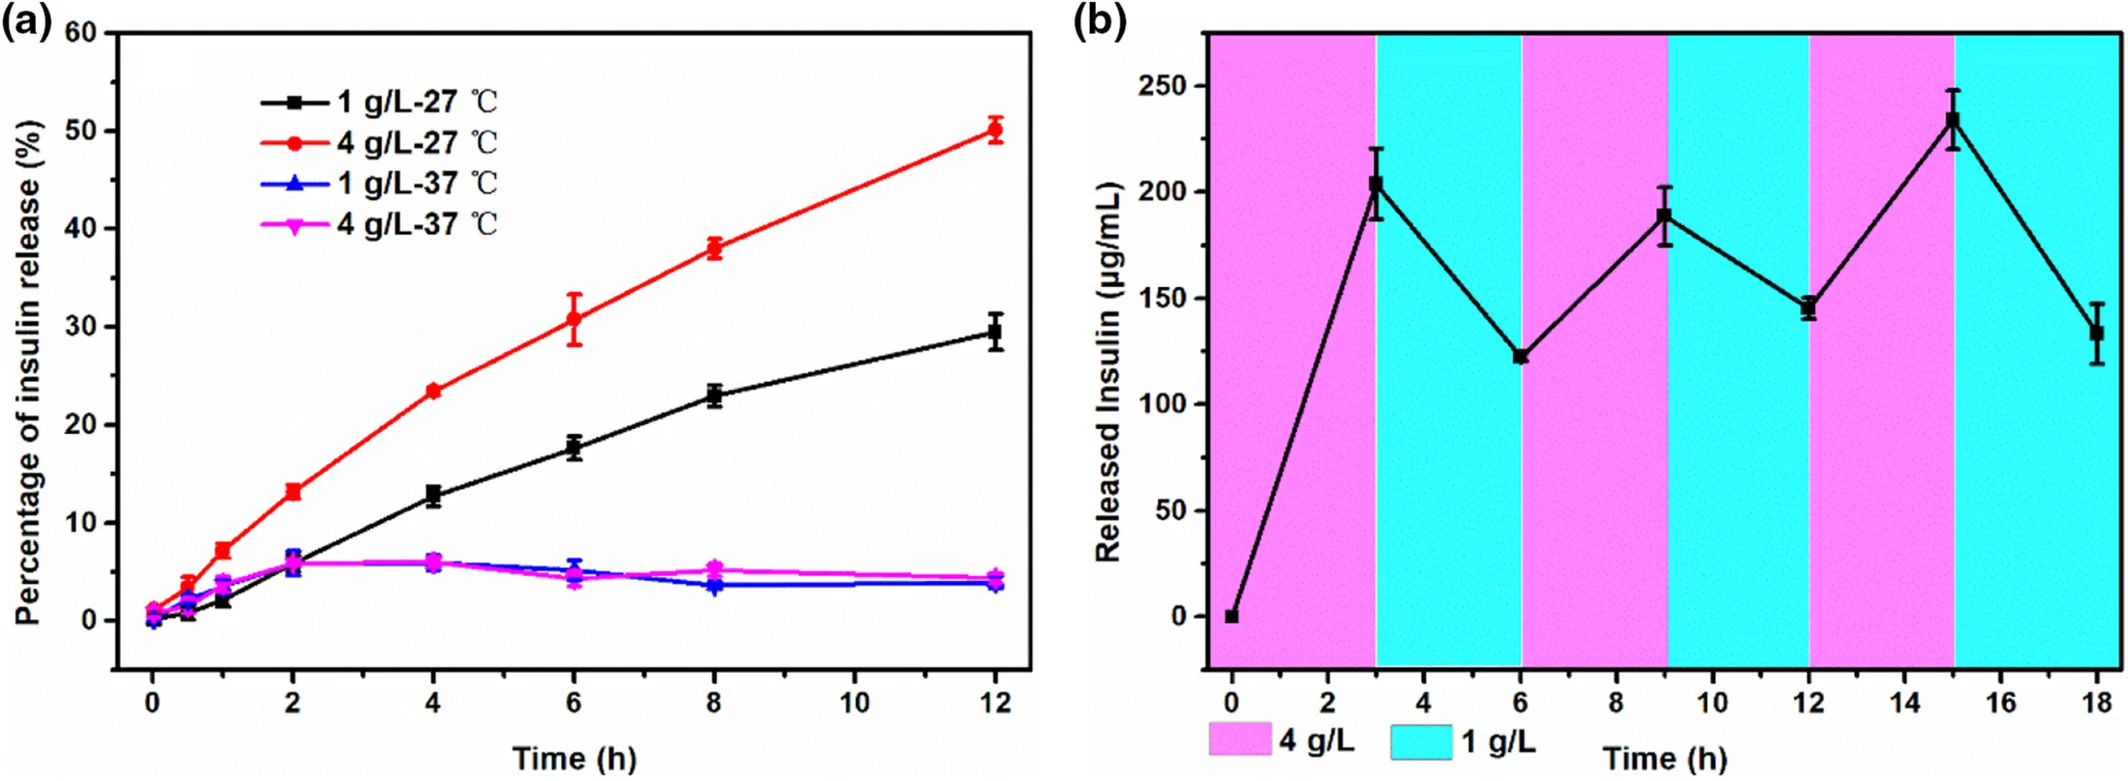 (a)
Percentage of insulin release (%)
60
50
40
30
20
10
0
1 g/L-27 ℃
4 g/L-27 ℃
1 g/L-37 ℃
4 g/L-37 ℃
0 2 4 6 8 10 12
Time (h)
(b)
Released Insulin (μg/mL)
250
200
150
100
50
0
0 2 4 6 8 10 12 14 16 18
4 g/L 1 g/L
Time (h)